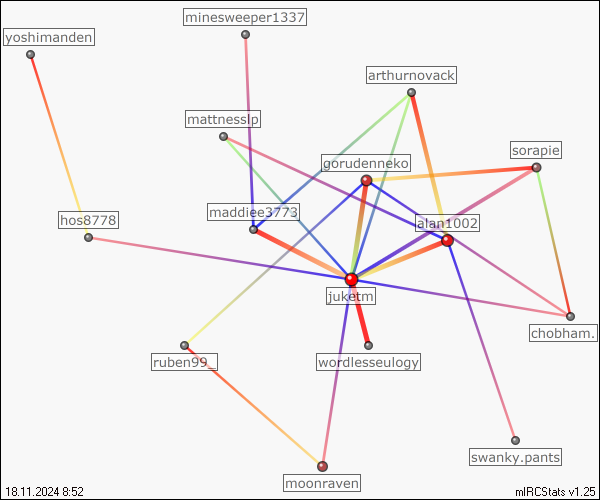 minesweeper1337
yoshimanden
arthurnovack
mattnesslp
sorapie
gorudenneko
maddiee3773
hos8778
alan1002
juketm
chobham.
ruben99_
wordlesseulogy
swanky.pants
moonraven
18.11.2024 8:52
mIRCStats v1.25